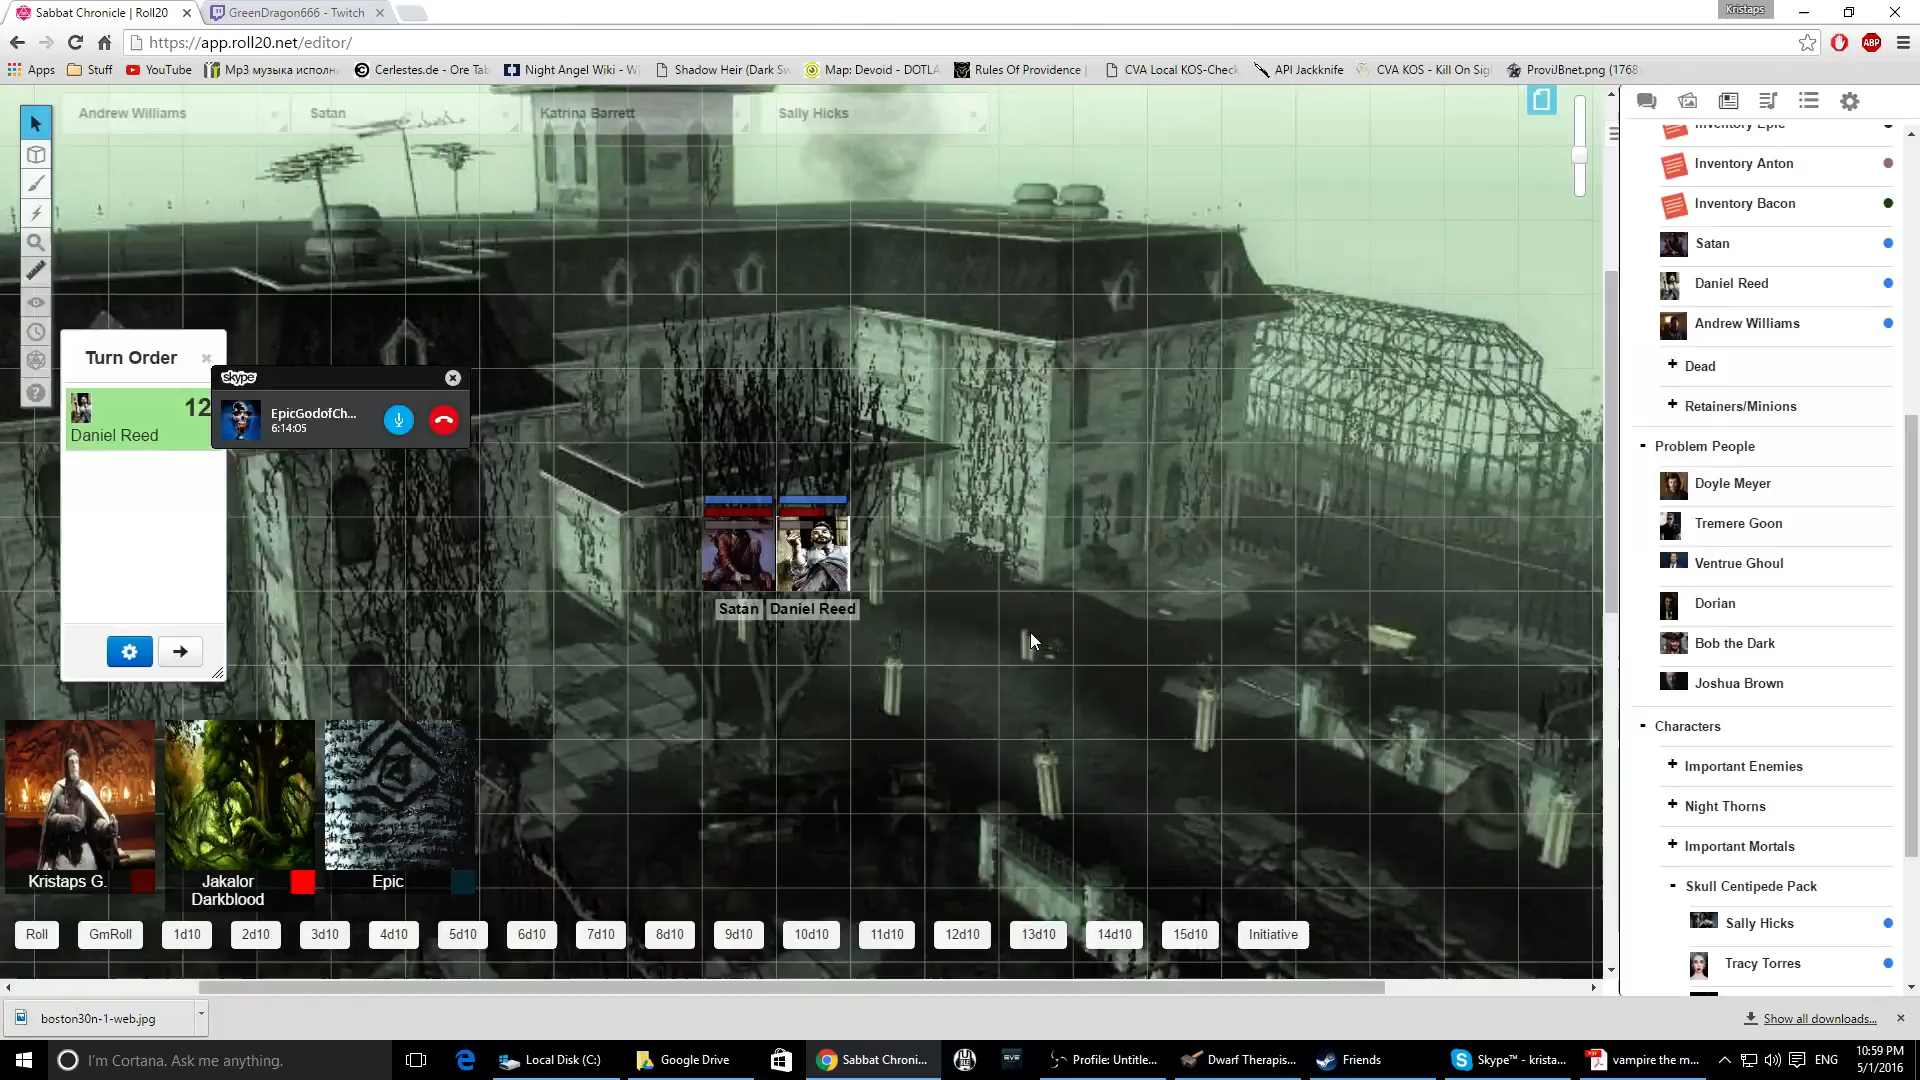 Sabbat Chronicle | Roll20
GreenDragon666 - Twitch
Kristaps
https://app.roll20.net/editor/
Apps
Stuff
YouTube
Mp3 музыка исполни
Cerlestes.de - Ore Tab
Night Angel Wiki - W
Shadow Heir (Dark Sw
Map: Devoid - DOTLA
Rules Of Providence
CVA Local KOS-Check
API Jackknife
CVA KOS - Kill On Sig
ProviJBnet.png (1768
Andrew Williams
Satan
Katrina Barrett
Sally Hicks
Turn Order
12
Daniel Reed
skype
EpicGodofCh...
6:14:05
Satan
Daniel Reed
Kristaps G.
Jakalor
Darkblood
Epic
Roll
GmRoll
1d10
2d10
3d10
4d10
5d10
6d10
7d10
8d10
9d10
10d10
11d10
12d10
13d10
14d10
15d10
Initiative
Inventory Epic
Inventory Anton
Inventory Bacon
Satan
Daniel Reed
Andrew Williams
+ Dead
+ Retainers/Minions
- Problem People
Doyle Meyer
Tremere Goon
Ventrue Ghoul
Dorian
Bob the Dark
Joshua Brown
- Characters
+ Important Enemies
+ Night Thorns
+ Important Mortals
- Skull Centipede Pack
Sally Hicks
Tracy Torres
boston30n-1-web.jpg
Show all downloads...
I'm Cortana. Ask me anything.
Local Disk (C:)
Google Drive
Sabbat Chroni...
Profile: Untitle...
Dwarf Therapis...
Friends
Skype™ - krista...
vampire the m...
ENG
10:59 PM
5/1/2016